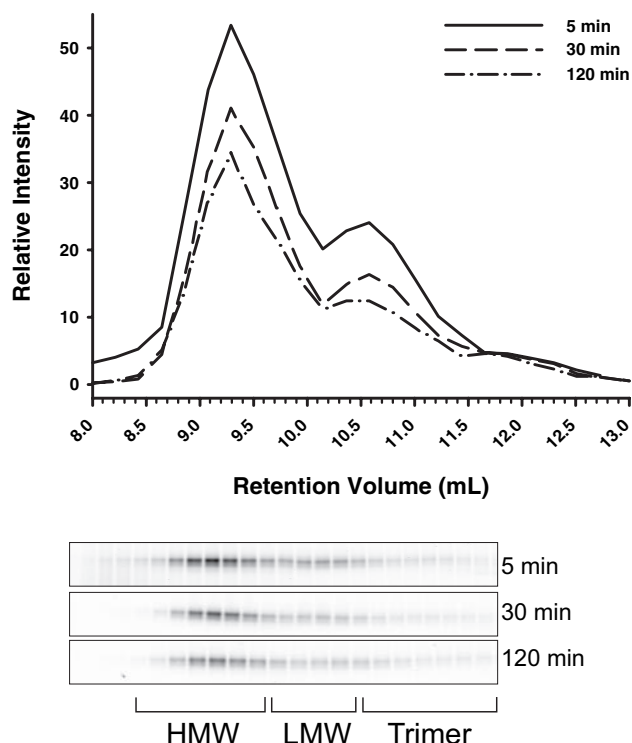 5 min
30 min
120 min
50
40
30
20
10
0
Relative Intensity
8.0 8.5 9.0 9.5 10.0 10.5 11.0 11.5 12.0 12.5 13.0
Retention Volume (mL)
5 min
30 min
120 min
HMW LMW Trimer